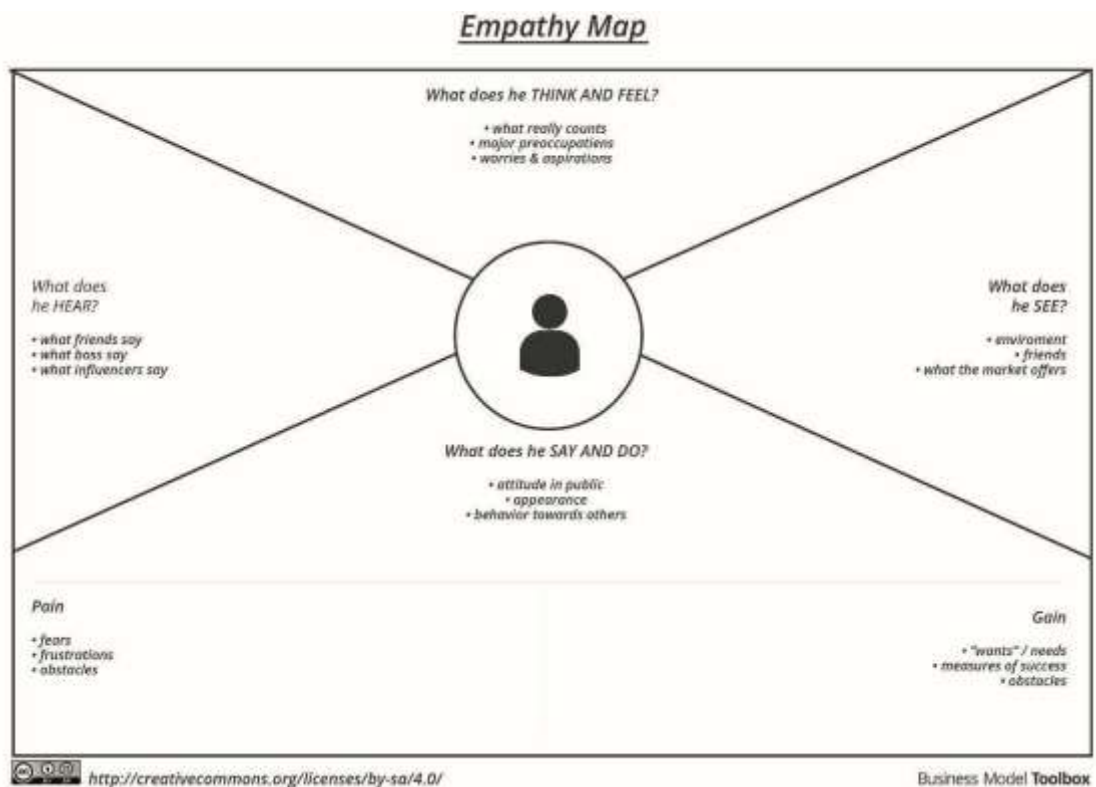 Empathy Map
What does he THINK AND FEEL?
• what really counts
• major preoccupations
• worries & aspirations
What does
he HEAR?
• what friends say
• what boss say
• what influencers say
What does
he SEE?
• enviroment
• friends
• what the market offers
What does he SAY AND DO?
• attitude in public
• appearance
• behavior towards others
Pain
• fears
• frustrations
• obstacles
Gain
• "wants" / needs
• measures of success
• obstacles
http://creativecommons.org/licenses/by-sa/4.0/
Business Model Toolbox